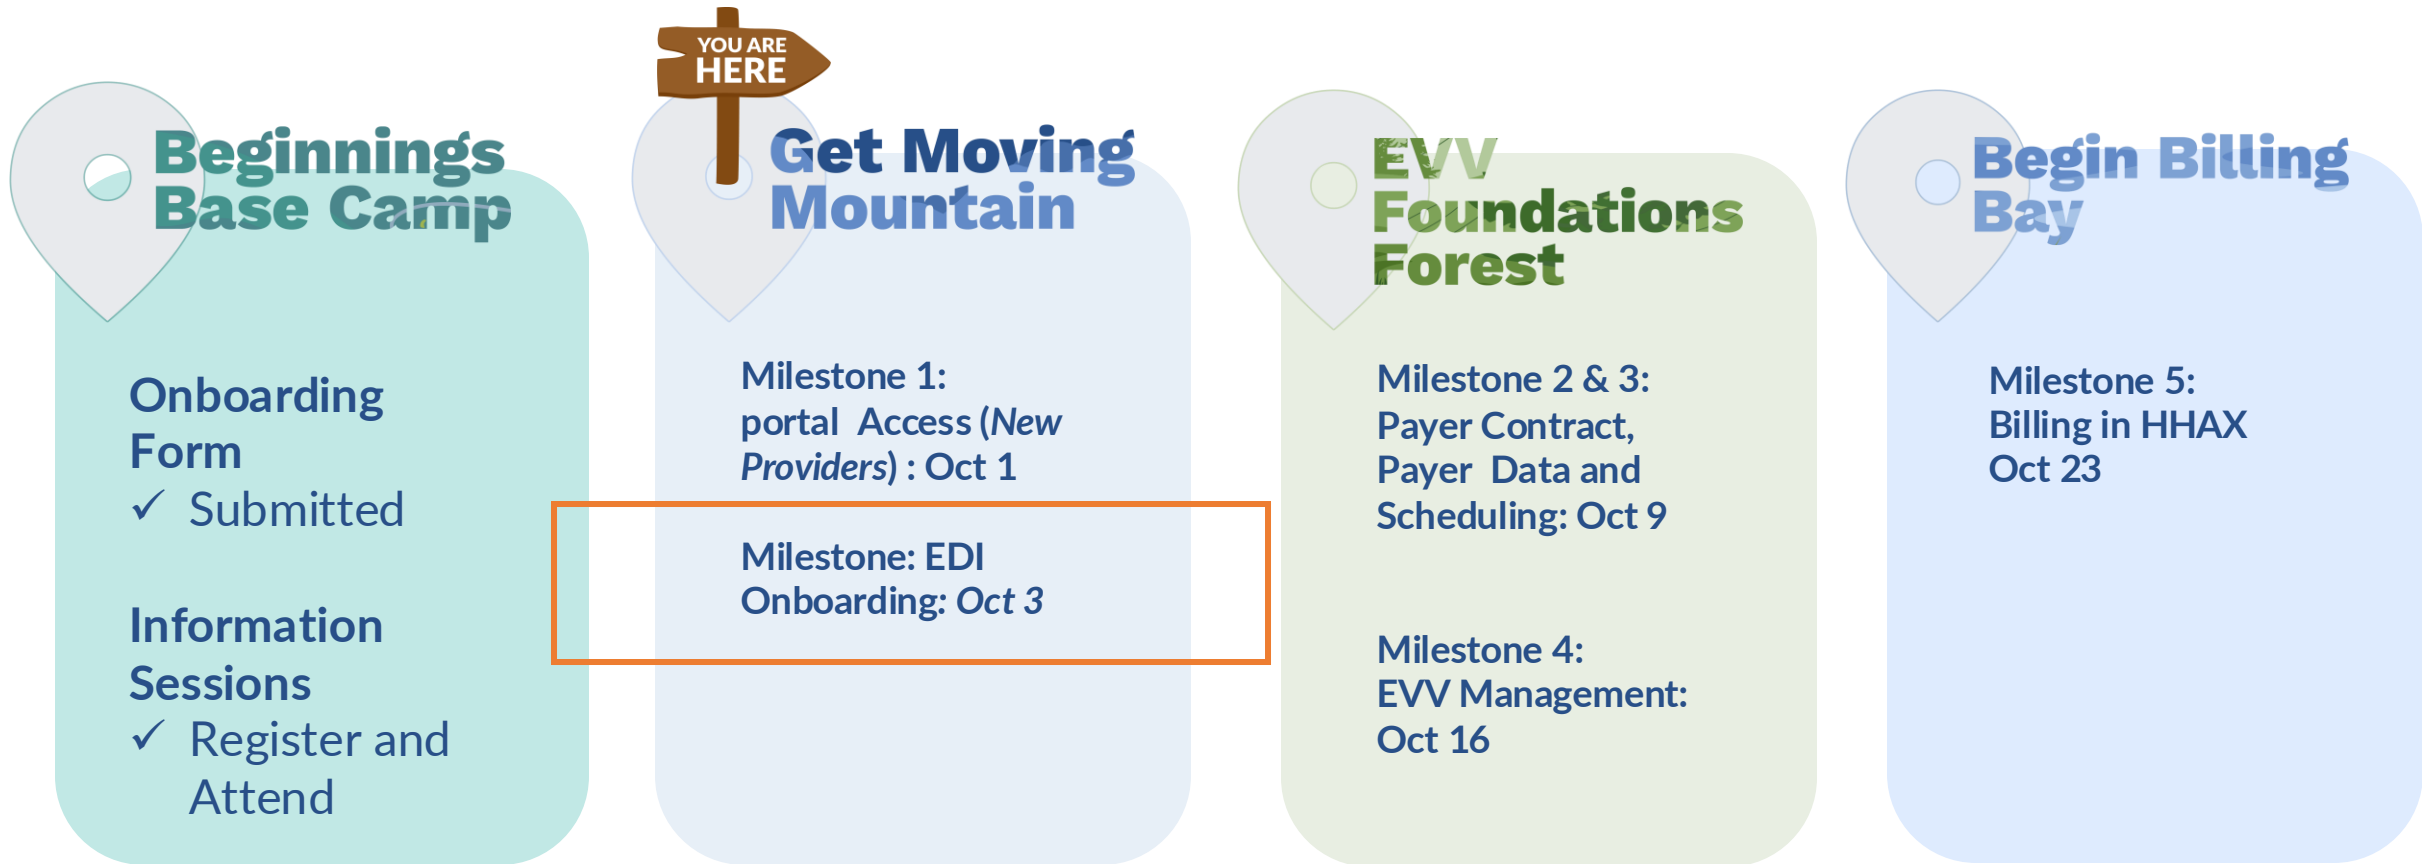 YOU ARE
HERE
Beginnings
Base Camp
Onboarding
Form
✓ Submitted
Information
Sessions
✓ Register and
Attend
Get Moving
Mountain
Milestone 1:
portal Access (New
Providers) : Oct 1
Milestone: EDI
Onboarding: Oct 3
EVV
Foundations
Forest
Milestone 2 & 3:
Payer Contract,
Payer Data and
Scheduling: Oct 9
Milestone 4:
EVV Management:
Oct 16
Begin Billing
Bay
Milestone 5:
Billing in HHAX
Oct 23